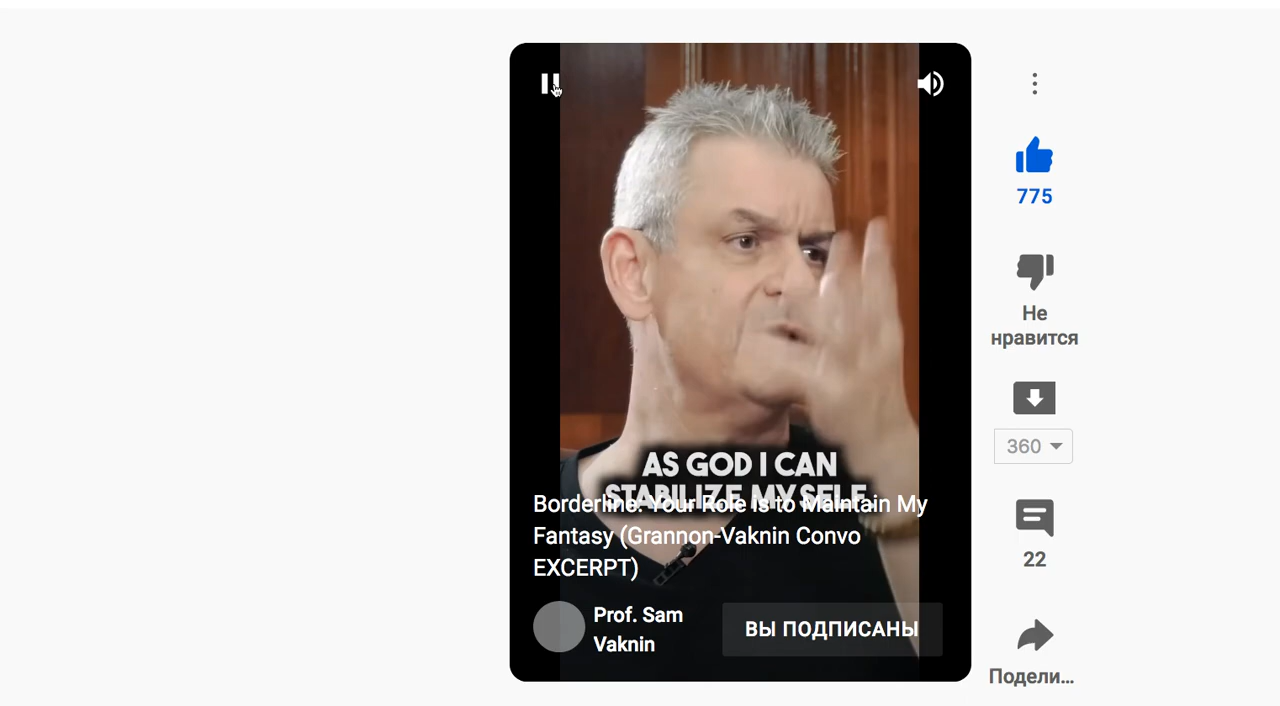 775
Не
нравится
360
22
Подели...
AS GOD I CAN
STABILIZE MYSELF
Borderline: Your Role is to Maintain My
Fantasy (Grannon-Vaknin Convo
EXCERPT)
Prof. Sam
Vaknin
ВЫ ПОДПИСАНЫ